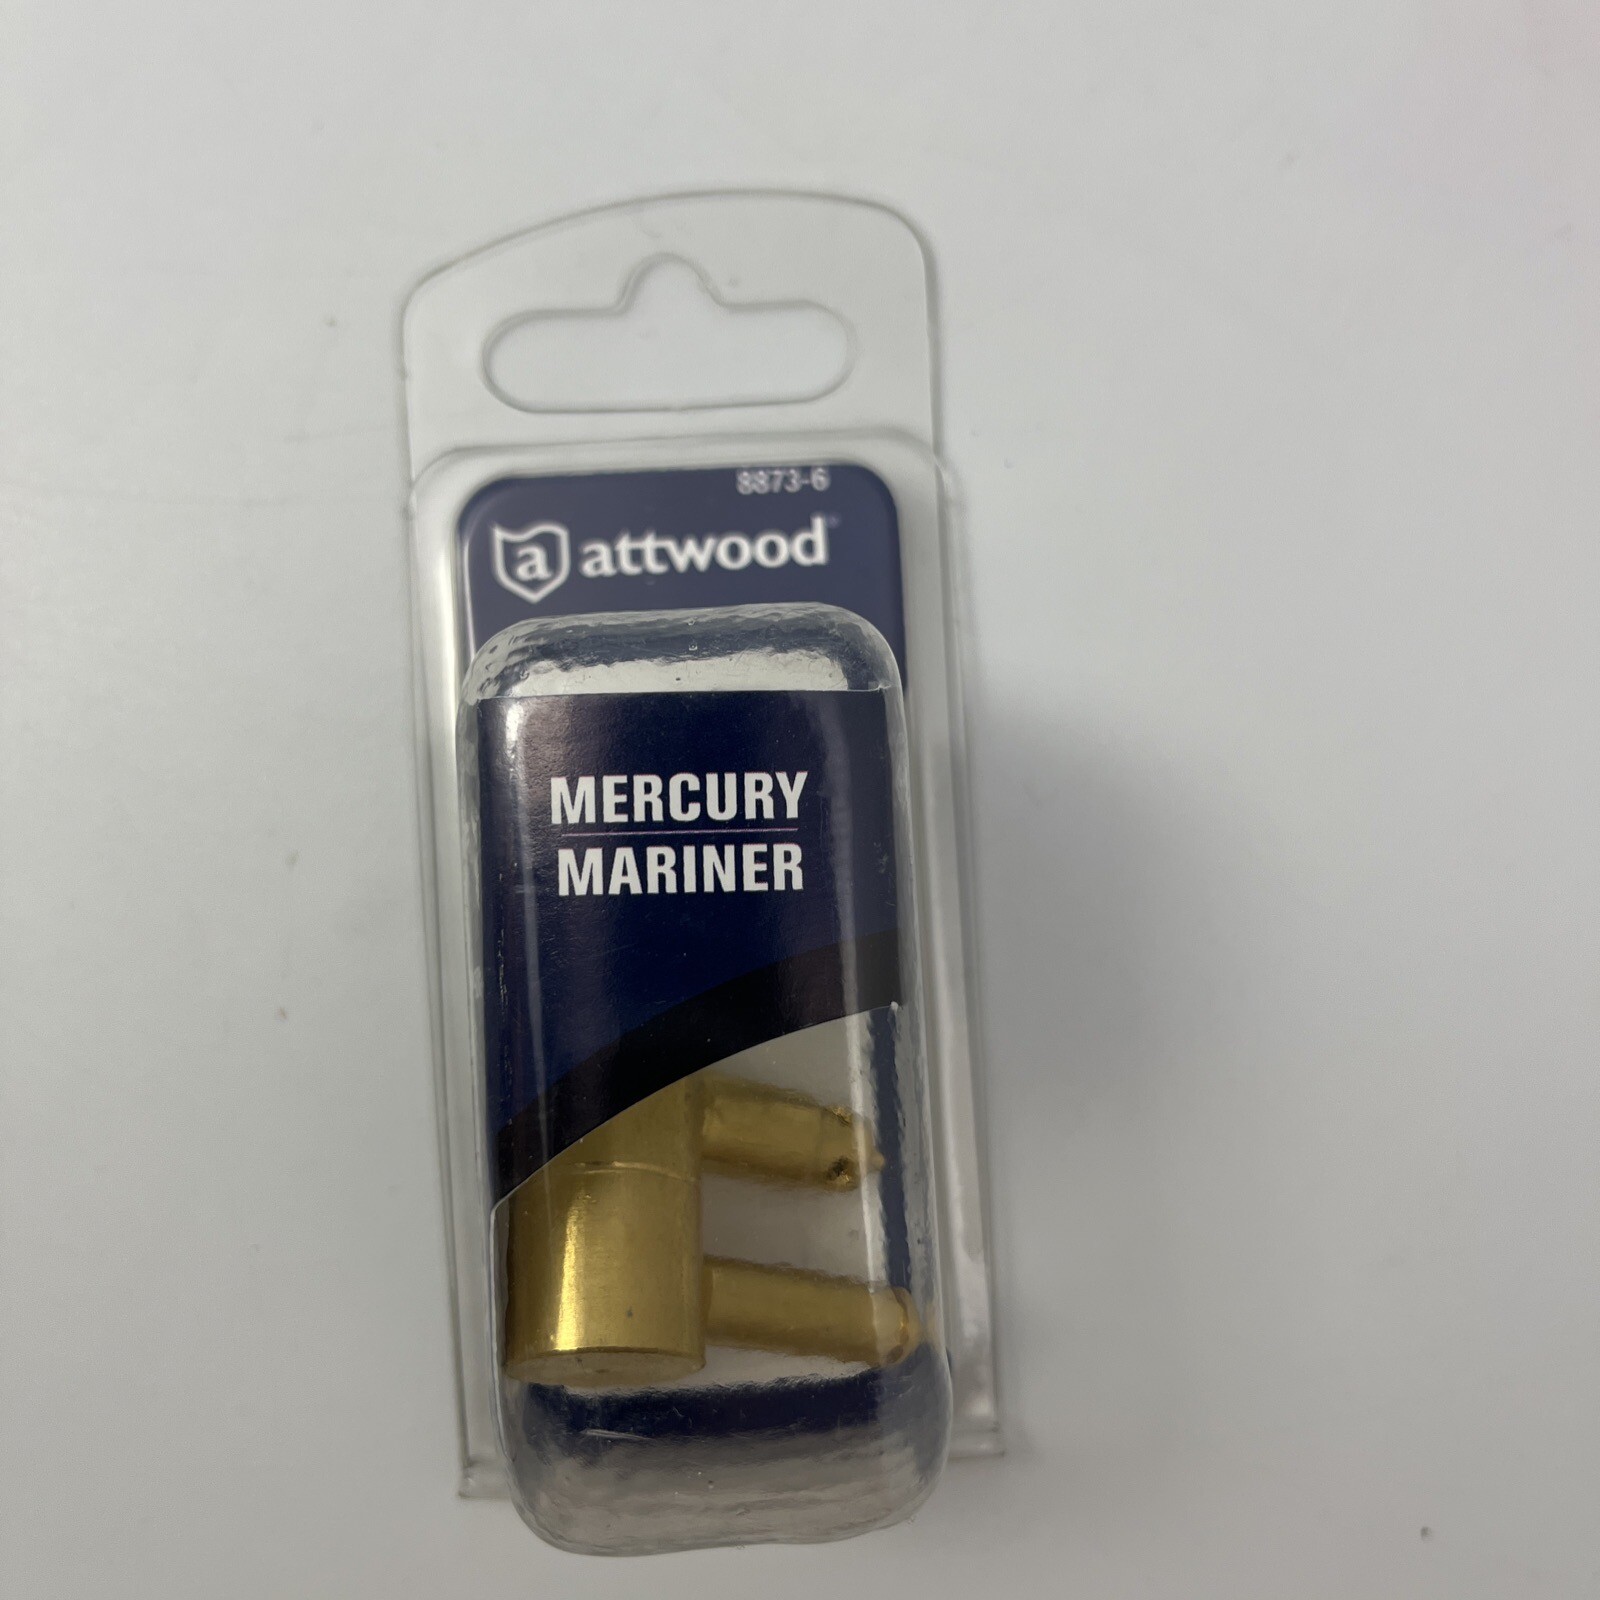 8873-6
a attwood
MERCURY
MARINER